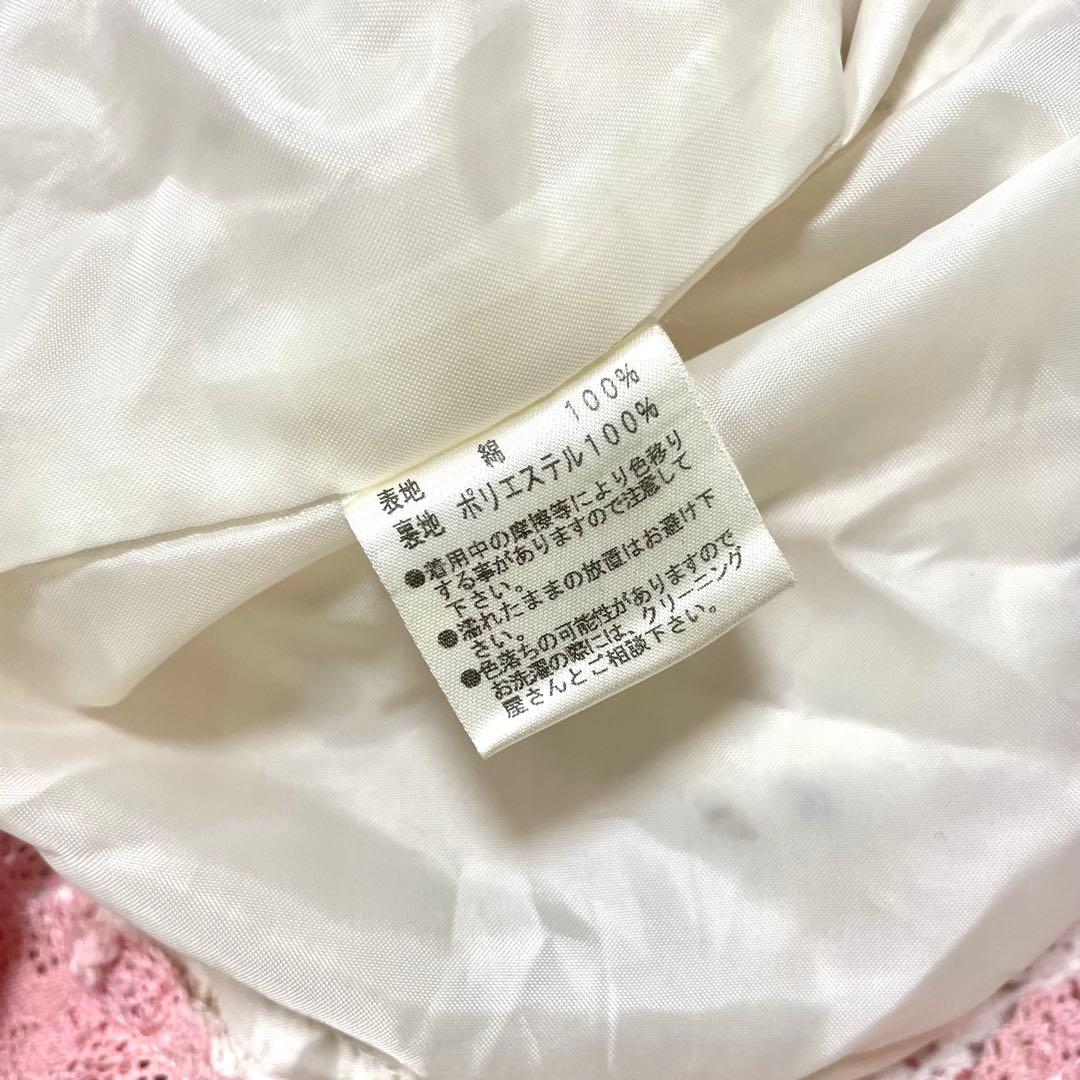 表地 綿 100%
裏地 ポリエステル100%
●着用中の摩擦等により色移り
する事がありますので注意して
下さい。
●濡れたままの放置はお避け下
さい。
●色落ちの可能性がありますので
お洗濯の際には、クリーニング
屋さんとご相談下さい。